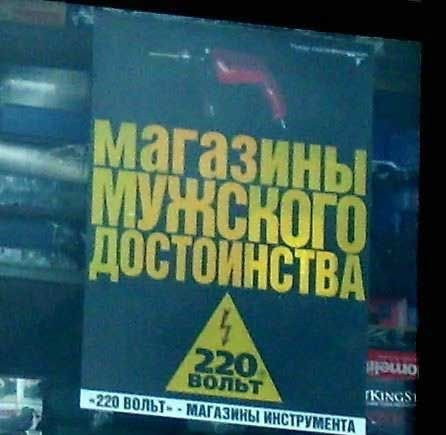 магазины
мужского
достоинства
220
вольт
«220 ВОЛЬТ» - МАГАЗИНЫ ИНСТРУМЕНТА